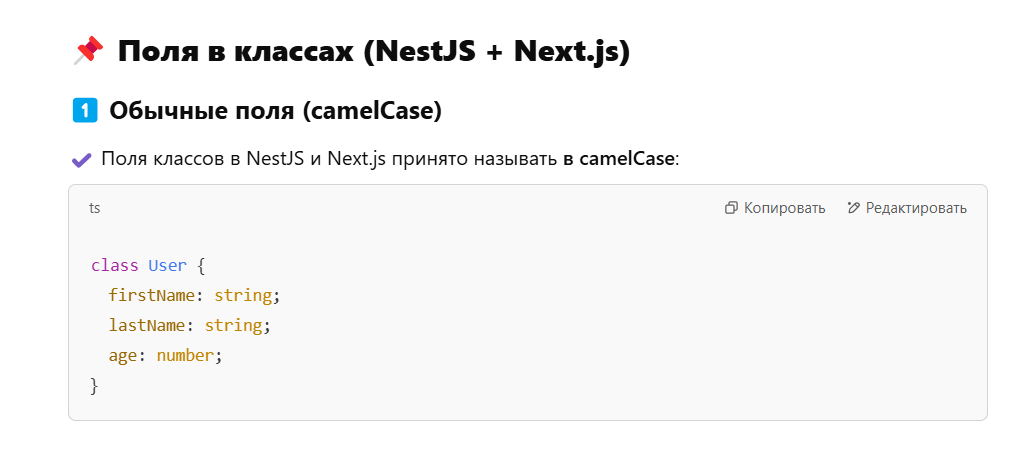 📌 Поля в классах (NestJS + Next.js)
1️⃣ Обычные поля (camelCase)
✔ Поля классов в NestJS и Next.js принято называть в camelCase:
ts Копировать Редактировать
class User {
  firstName: string;
  lastName: string;
  age: number;
}